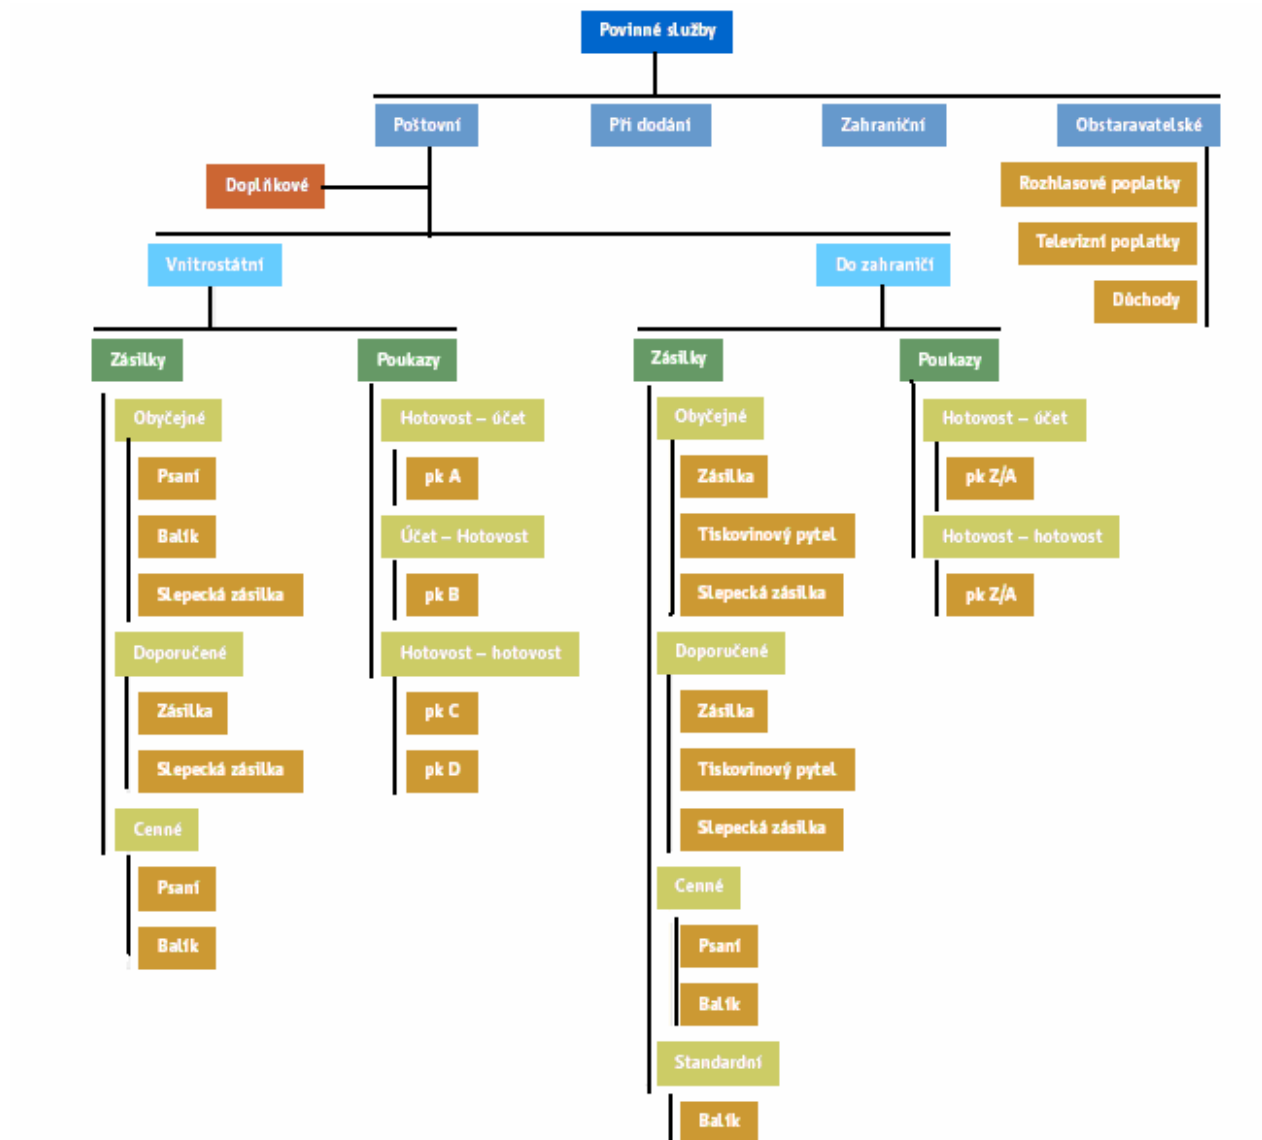 Povinné služby
Poštovní
Při dodání
Zahraniční
Obstaravatelské
Doplňkové
Rozhlasové poplatky
Televizní poplatky
Důchody
Vnitrostátní
Do zahraničí
Zásilky
Obyčejné
Psaní
Balík
Slepecká zásilka
Doporučené
Zásilka
Slepecká zásilka
Cenné
Psaní
Balík
Poukazy
Hotovost – účet
pk A
Účet – Hotovost
pk B
Hotovost – hotovost
pk C
pk D
Zásilky
Obyčejné
Zásilka
Tiskovinový pytel
Slepecká zásilka
Doporučené
Zásilka
Tiskovinový pytel
Slepecká zásilka
Cenné
Psaní
Balík
Standardní
Balík
Poukazy
Hotovost – účet
pk Z/A
Hotovost – hotovost
pk Z/A